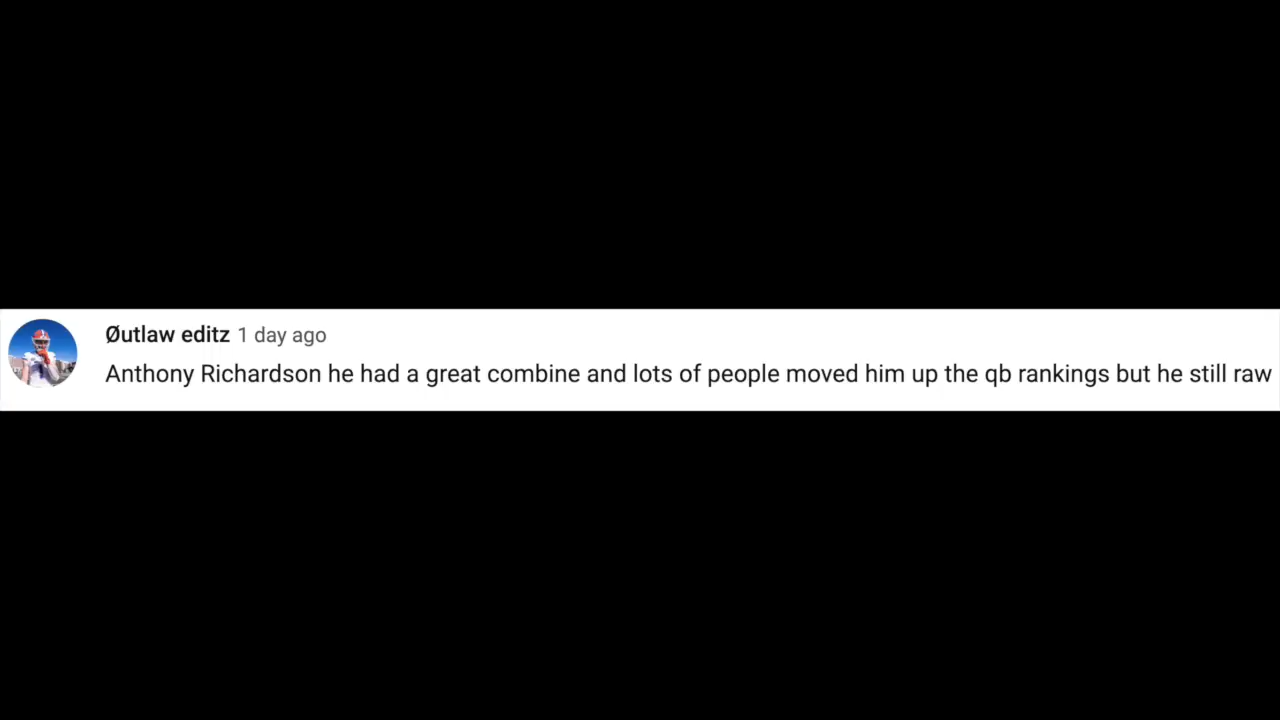 Øutlaw editz 1 day ago
Anthony Richardson he had a great combine and lots of people moved him up the qb rankings but he still raw